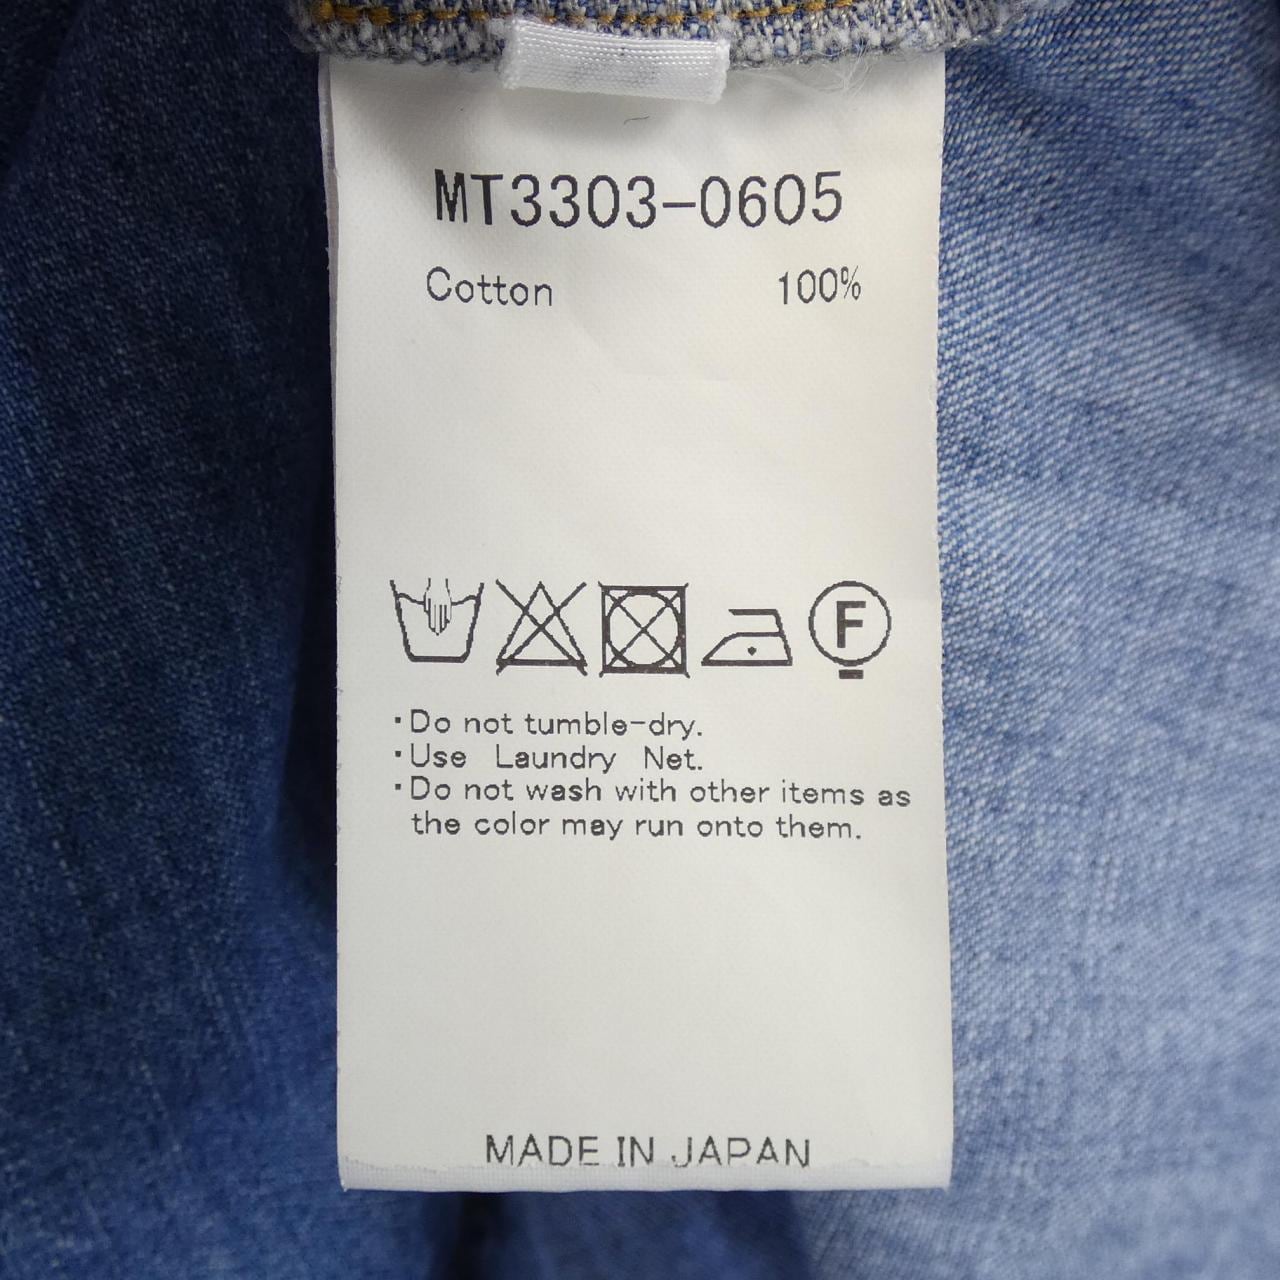 MT3303-0605
Cotton 100%
F
・Do not tumble-dry.
・Use Laundry Net.
・Do not wash with other items as
the color may run onto them.
MADE IN JAPAN